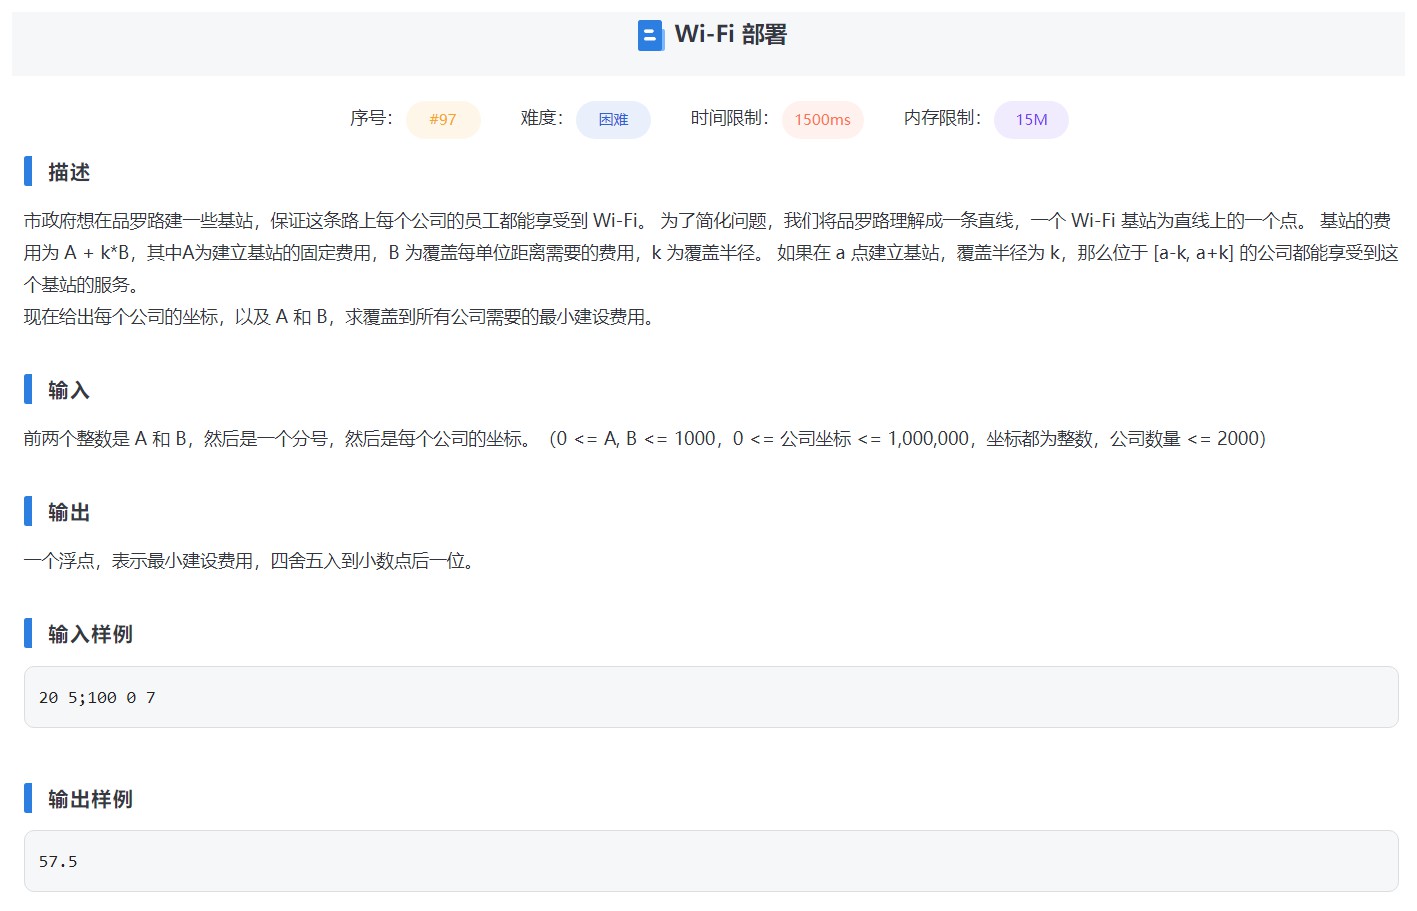 Wi-Fi 部署
序号： #97 难度： 困难 时间限制： 1500ms 内存限制： 15M
描述
市政府想在品罗路建一些基站，保证这条路上每个公司的员工都能享受到 Wi-Fi。 为了简化问题，我们将品罗路理解成一条直线，一个 Wi-Fi 基站为直线上的一个点。 基站的费
用为 A + k*B，其中A为建立基站的固定费用，B 为覆盖每单位距离需要的费用，k 为覆盖半径。 如果在 a 点建立基站，覆盖半径为 k，那么位于 [a-k, a+k] 的公司都能享受到这
个基站的服务。
现在给出每个公司的坐标，以及 A 和 B，求覆盖到所有公司需要的最小建设费用。
输入
前两个整数是 A 和 B，然后是一个分号，然后是每个公司的坐标。（0 <= A, B <= 1000，0 <= 公司坐标 <= 1,000,000，坐标都为整数，公司数量 <= 2000）
输出
一个浮点，表示最小建设费用，四舍五入到小数点后一位。
输入样例
20 5;100 0 7
输出样例
57.5